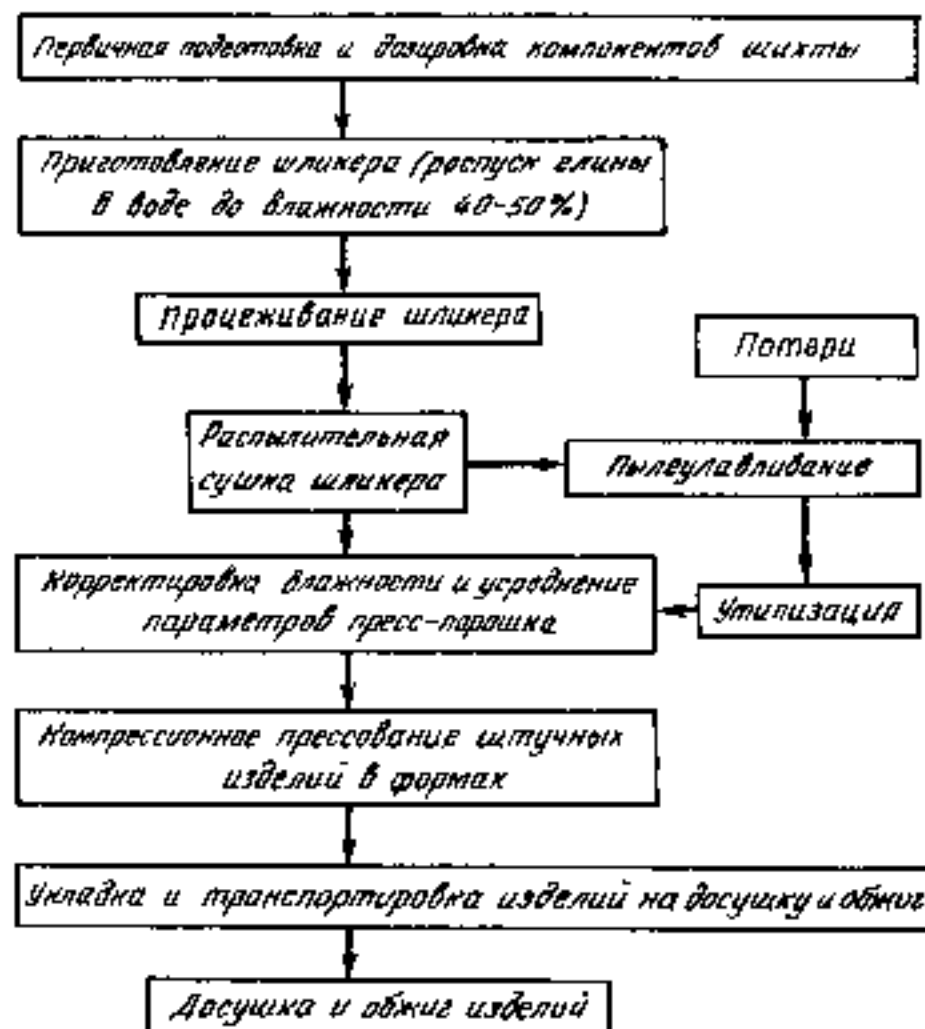 Первичная подготовка и дозировка компонентов шихты
Приготовление шликера (роспуск глины
в воде до влажности 40-50%)
Процеживание шликера
Потери
Распылительная
сушка шликера
Пылеулавливание
Корректировка влажности и усреднение
параметров пресс-порошка
Утилизация
Компрессионное прессование штучных
изделий в формах
Укладка и транспортировка изделий на досушку и обжиг
Досушка и обжиг изделий